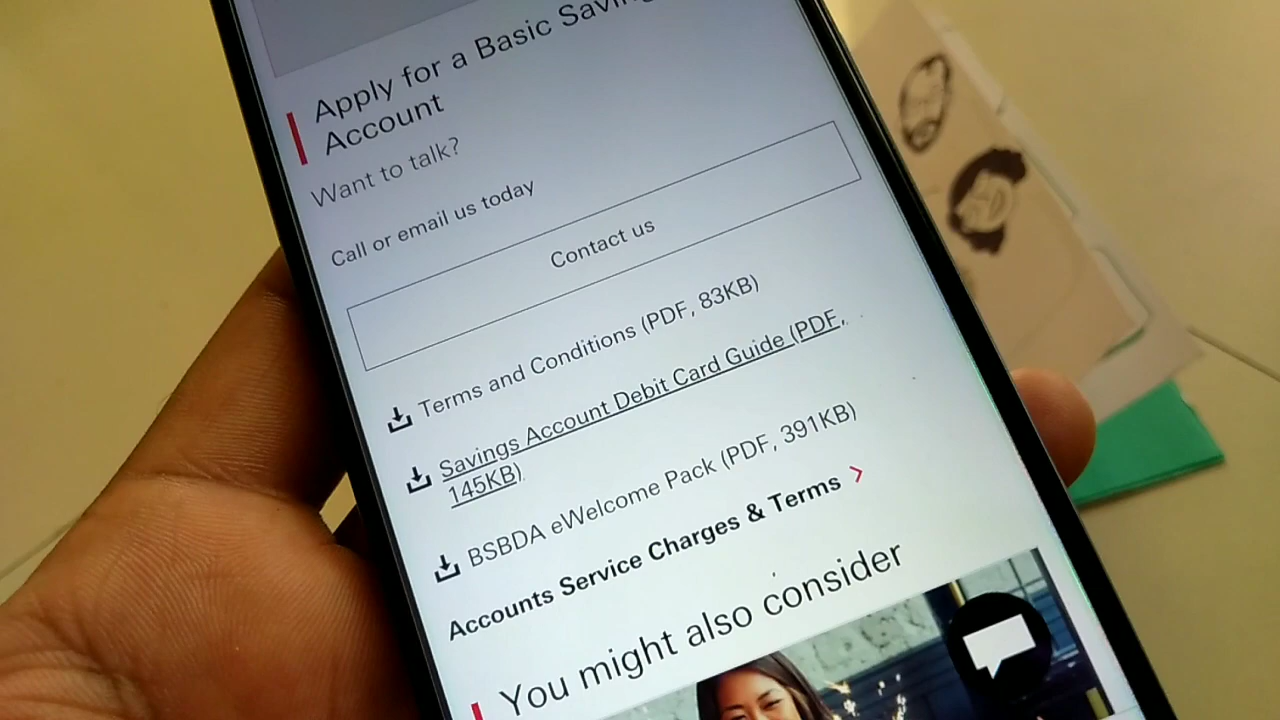 Apply for a Basic Saving
Account
Want to talk?
Call or email us today
Contact us
Terms and Conditions (PDF, 83KB)
Savings Account Debit Card Guide (PDF,
145KB)
BSBDA eWelcome Pack (PDF, 391KB)
Accounts Service Charges & Terms
You might also consider